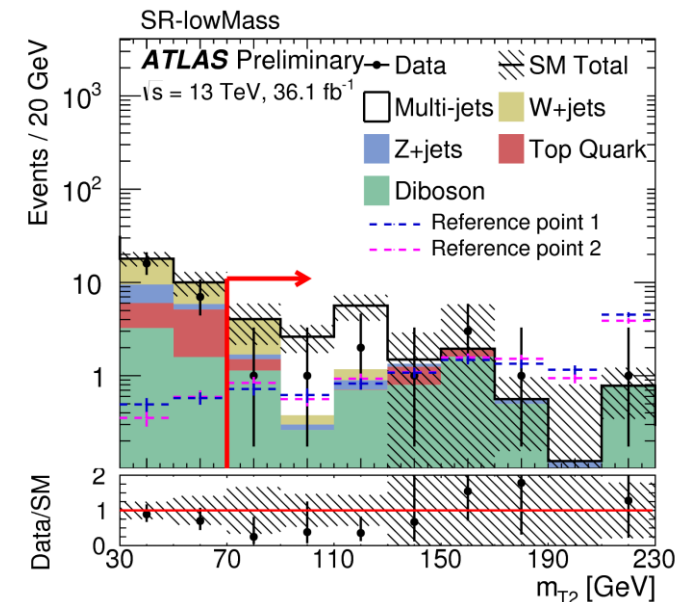 SR-lowMass
ATLAS Preliminary
√s = 13 TeV, 36.1 fb⁻¹
Data
SM Total
Multi-jets
W+jets
Z+jets
Top Quark
Diboson
Reference point 1
Reference point 2
Events / 20 GeV
10³
10²
10
1
Data/SM
2
1
0
30 70 110 150 190 230
m_T2 [GeV]